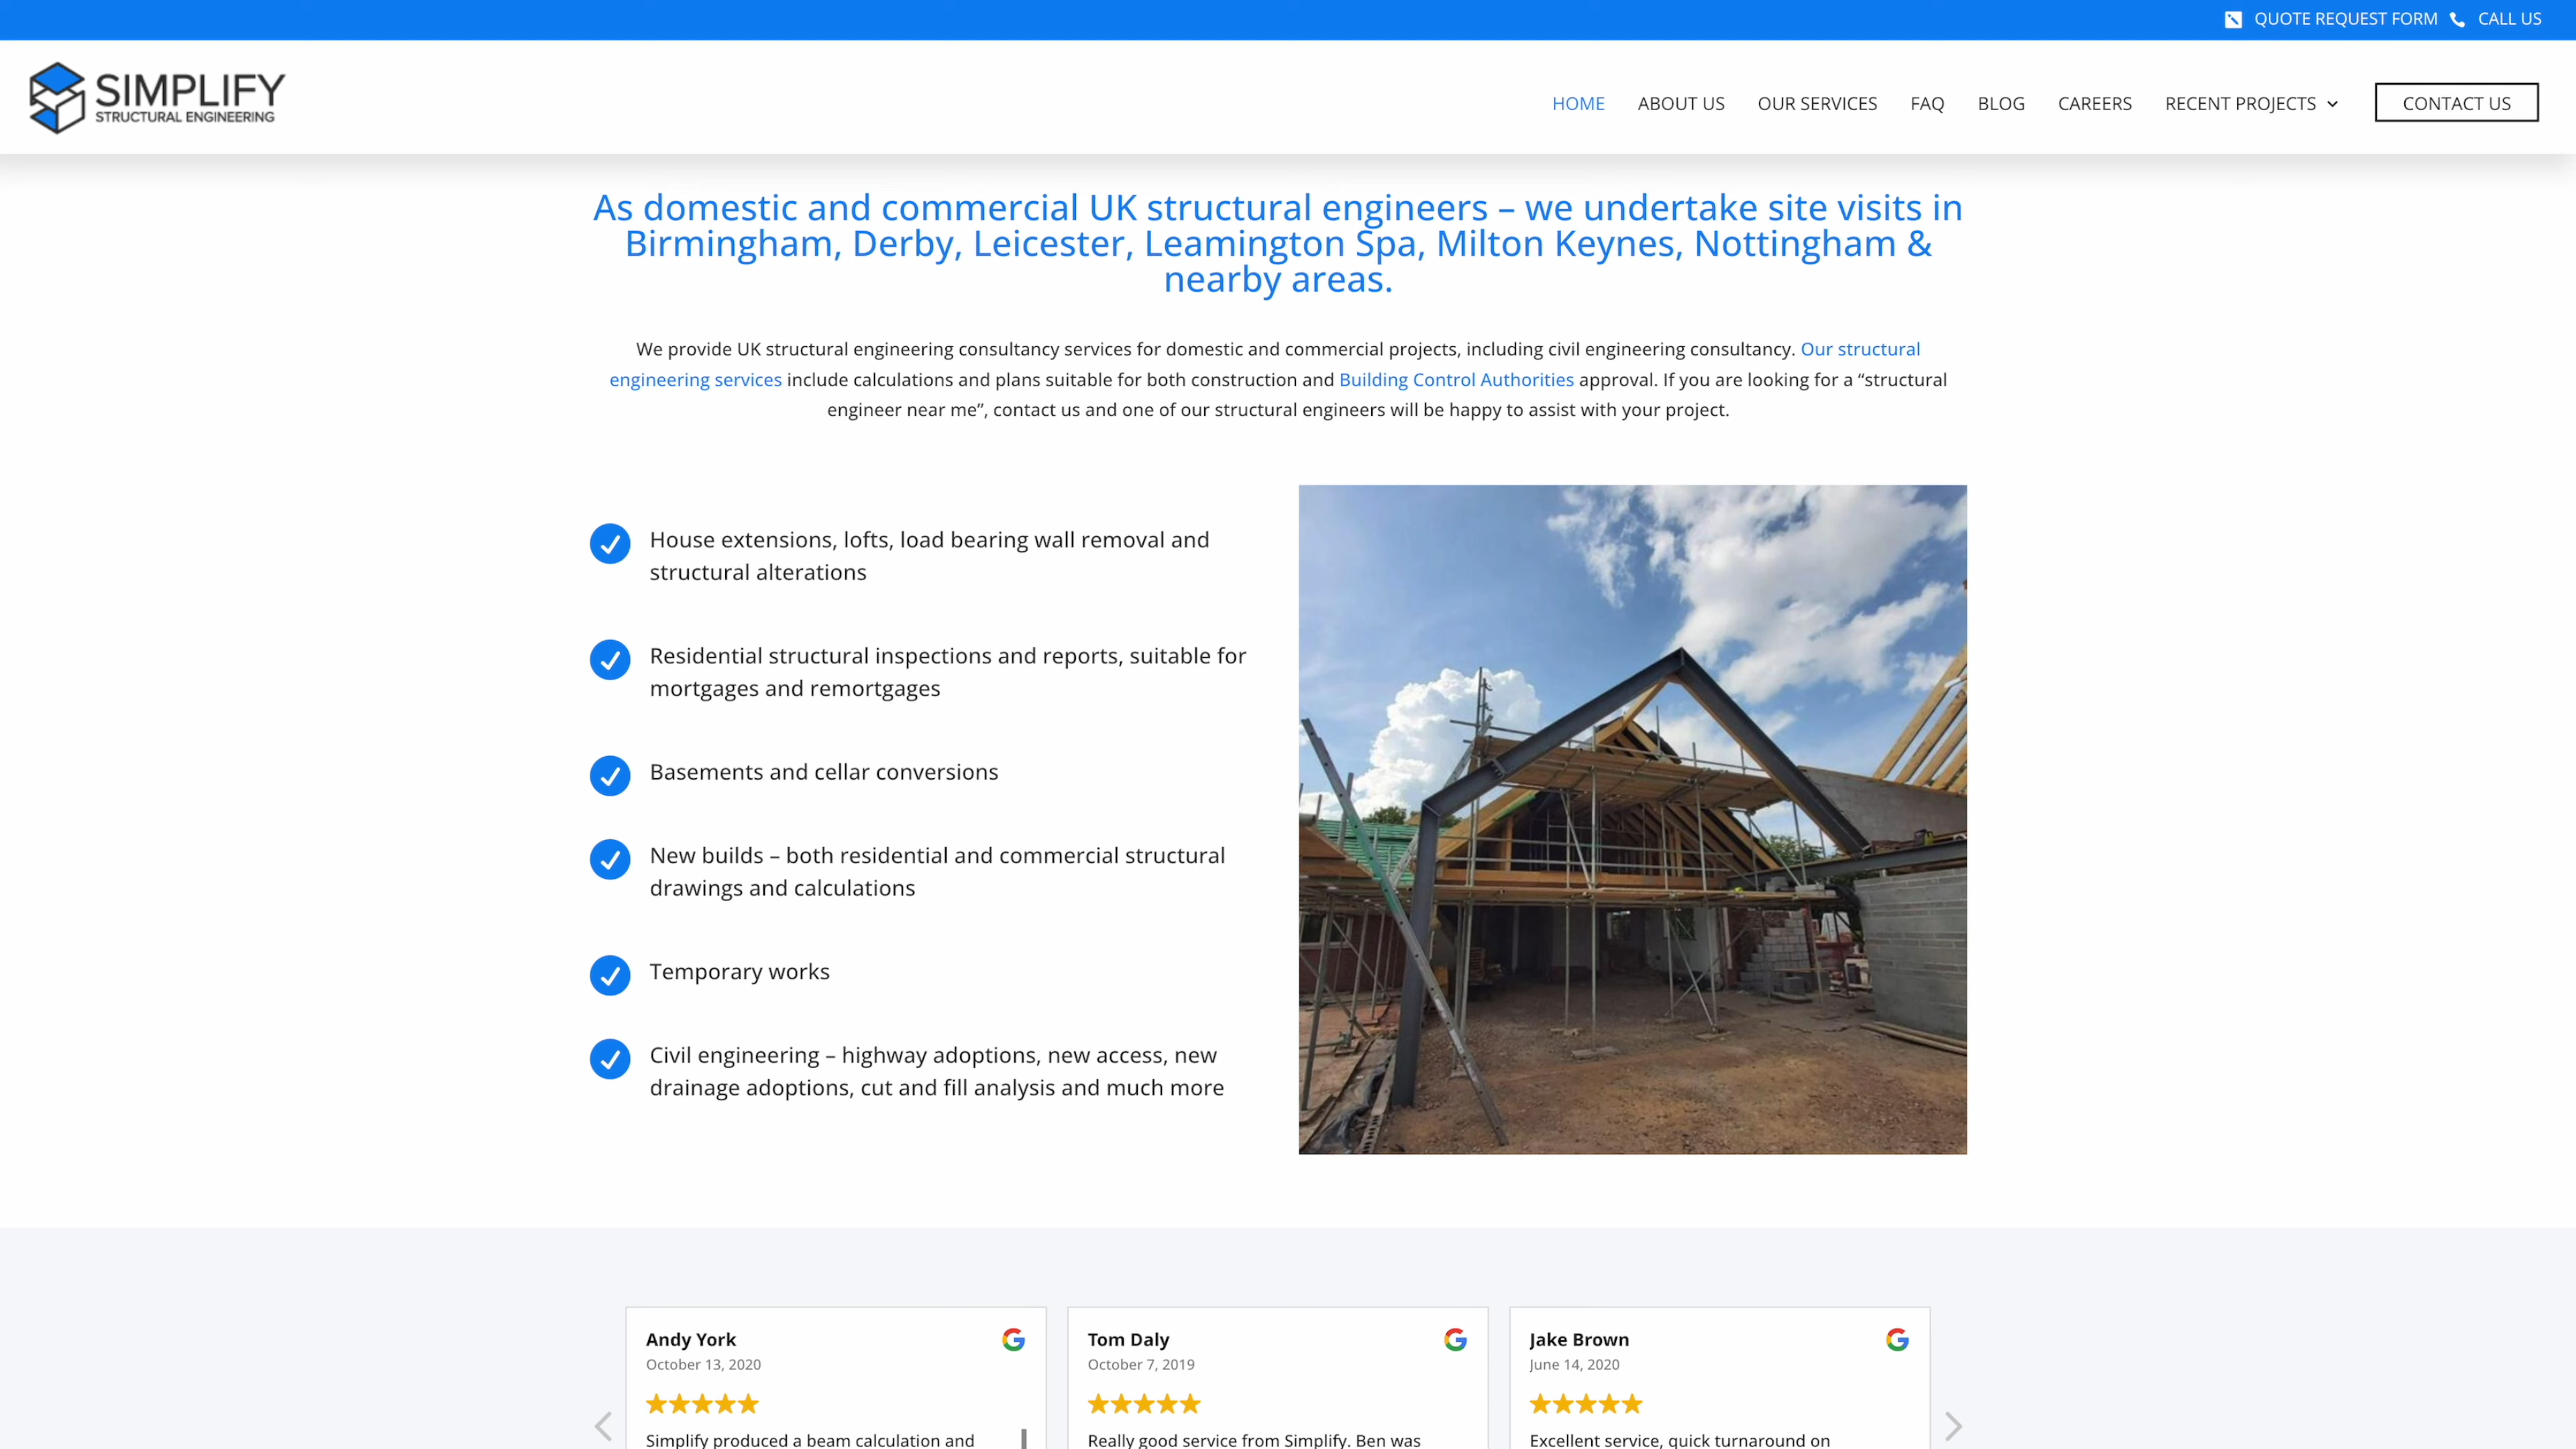 QUOTE REQUEST FORM CALL US
SIMPLIFY
STRUCTURAL ENGINEERING
HOME ABOUT US OUR SERVICES FAQ BLOG CAREERS RECENT PROJECTS CONTACT US
As domestic and commercial UK structural engineers – we undertake site visits in
Birmingham, Derby, Leicester, Leamington Spa, Milton Keynes, Nottingham &
nearby areas.
We provide UK structural engineering consultancy services for domestic and commercial projects, including civil engineering consultancy. Our structural
engineering services include calculations and plans suitable for both construction and Building Control Authorities approval. If you are looking for a “structural
engineer near me”, contact us and one of our structural engineers will be happy to assist with your project.
House extensions, lofts, load bearing wall removal and
structural alterations
Residential structural inspections and reports, suitable for
mortgages and remortgages
Basements and cellar conversions
New builds – both residential and commercial structural
drawings and calculations
Temporary works
Civil engineering – highway adoptions, new access, new
drainage adoptions, cut and fill analysis and much more
Andy York
October 13, 2020
Simplify produced a beam calculation and
Tom Daly
October 7, 2019
Really good service from Simplify. Ben was
Jake Brown
June 14, 2020
Excellent service, quick turnaround on